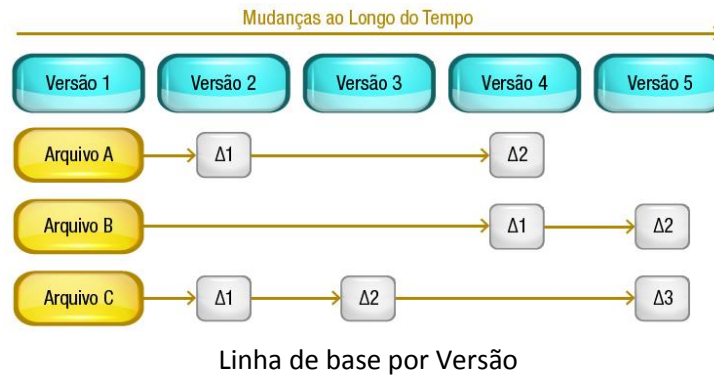 Mudanças ao Longo do Tempo
Versão 1 Versão 2 Versão 3 Versão 4 Versão 5
Arquivo A Δ1 Δ2
Arquivo B Δ1 Δ2
Arquivo C Δ1 Δ2 Δ3
Linha de base por Versão